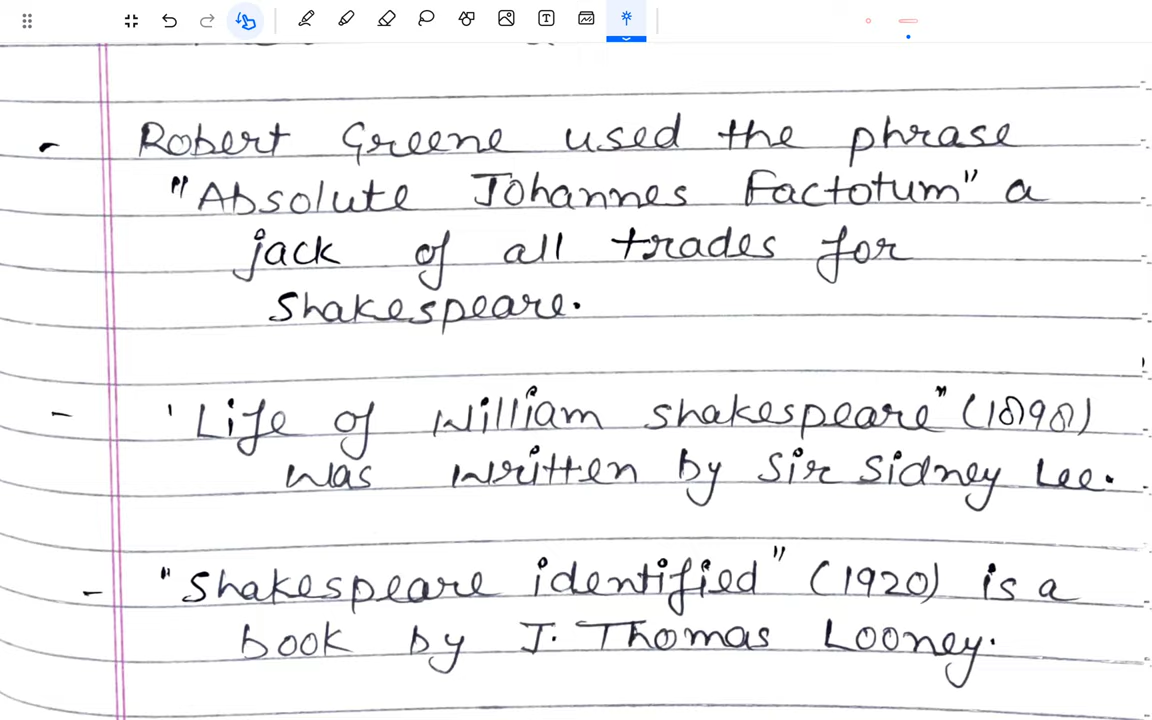 - Robert Greene used the phrase
"Absolute Johannes Factotum" a
jack of all trades for
Shakespeare.
- 'Life of William Shakespeare" (1898)
was written by Sir Sidney Lee.
- "Shakespeare identified" (1920) is a
book by J. Thomas Looney.